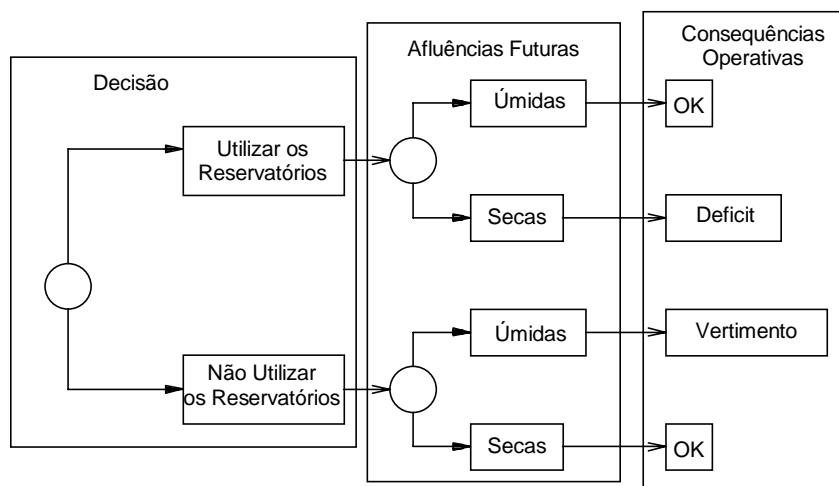 Decisão
Utilizar os
Reservatórios
Não Utilizar
os Reservatórios
Afluências Futuras
Úmidas
Secas
Úmidas
Secas
Consequências
Operativas
OK
Deficit
Vertimento
OK